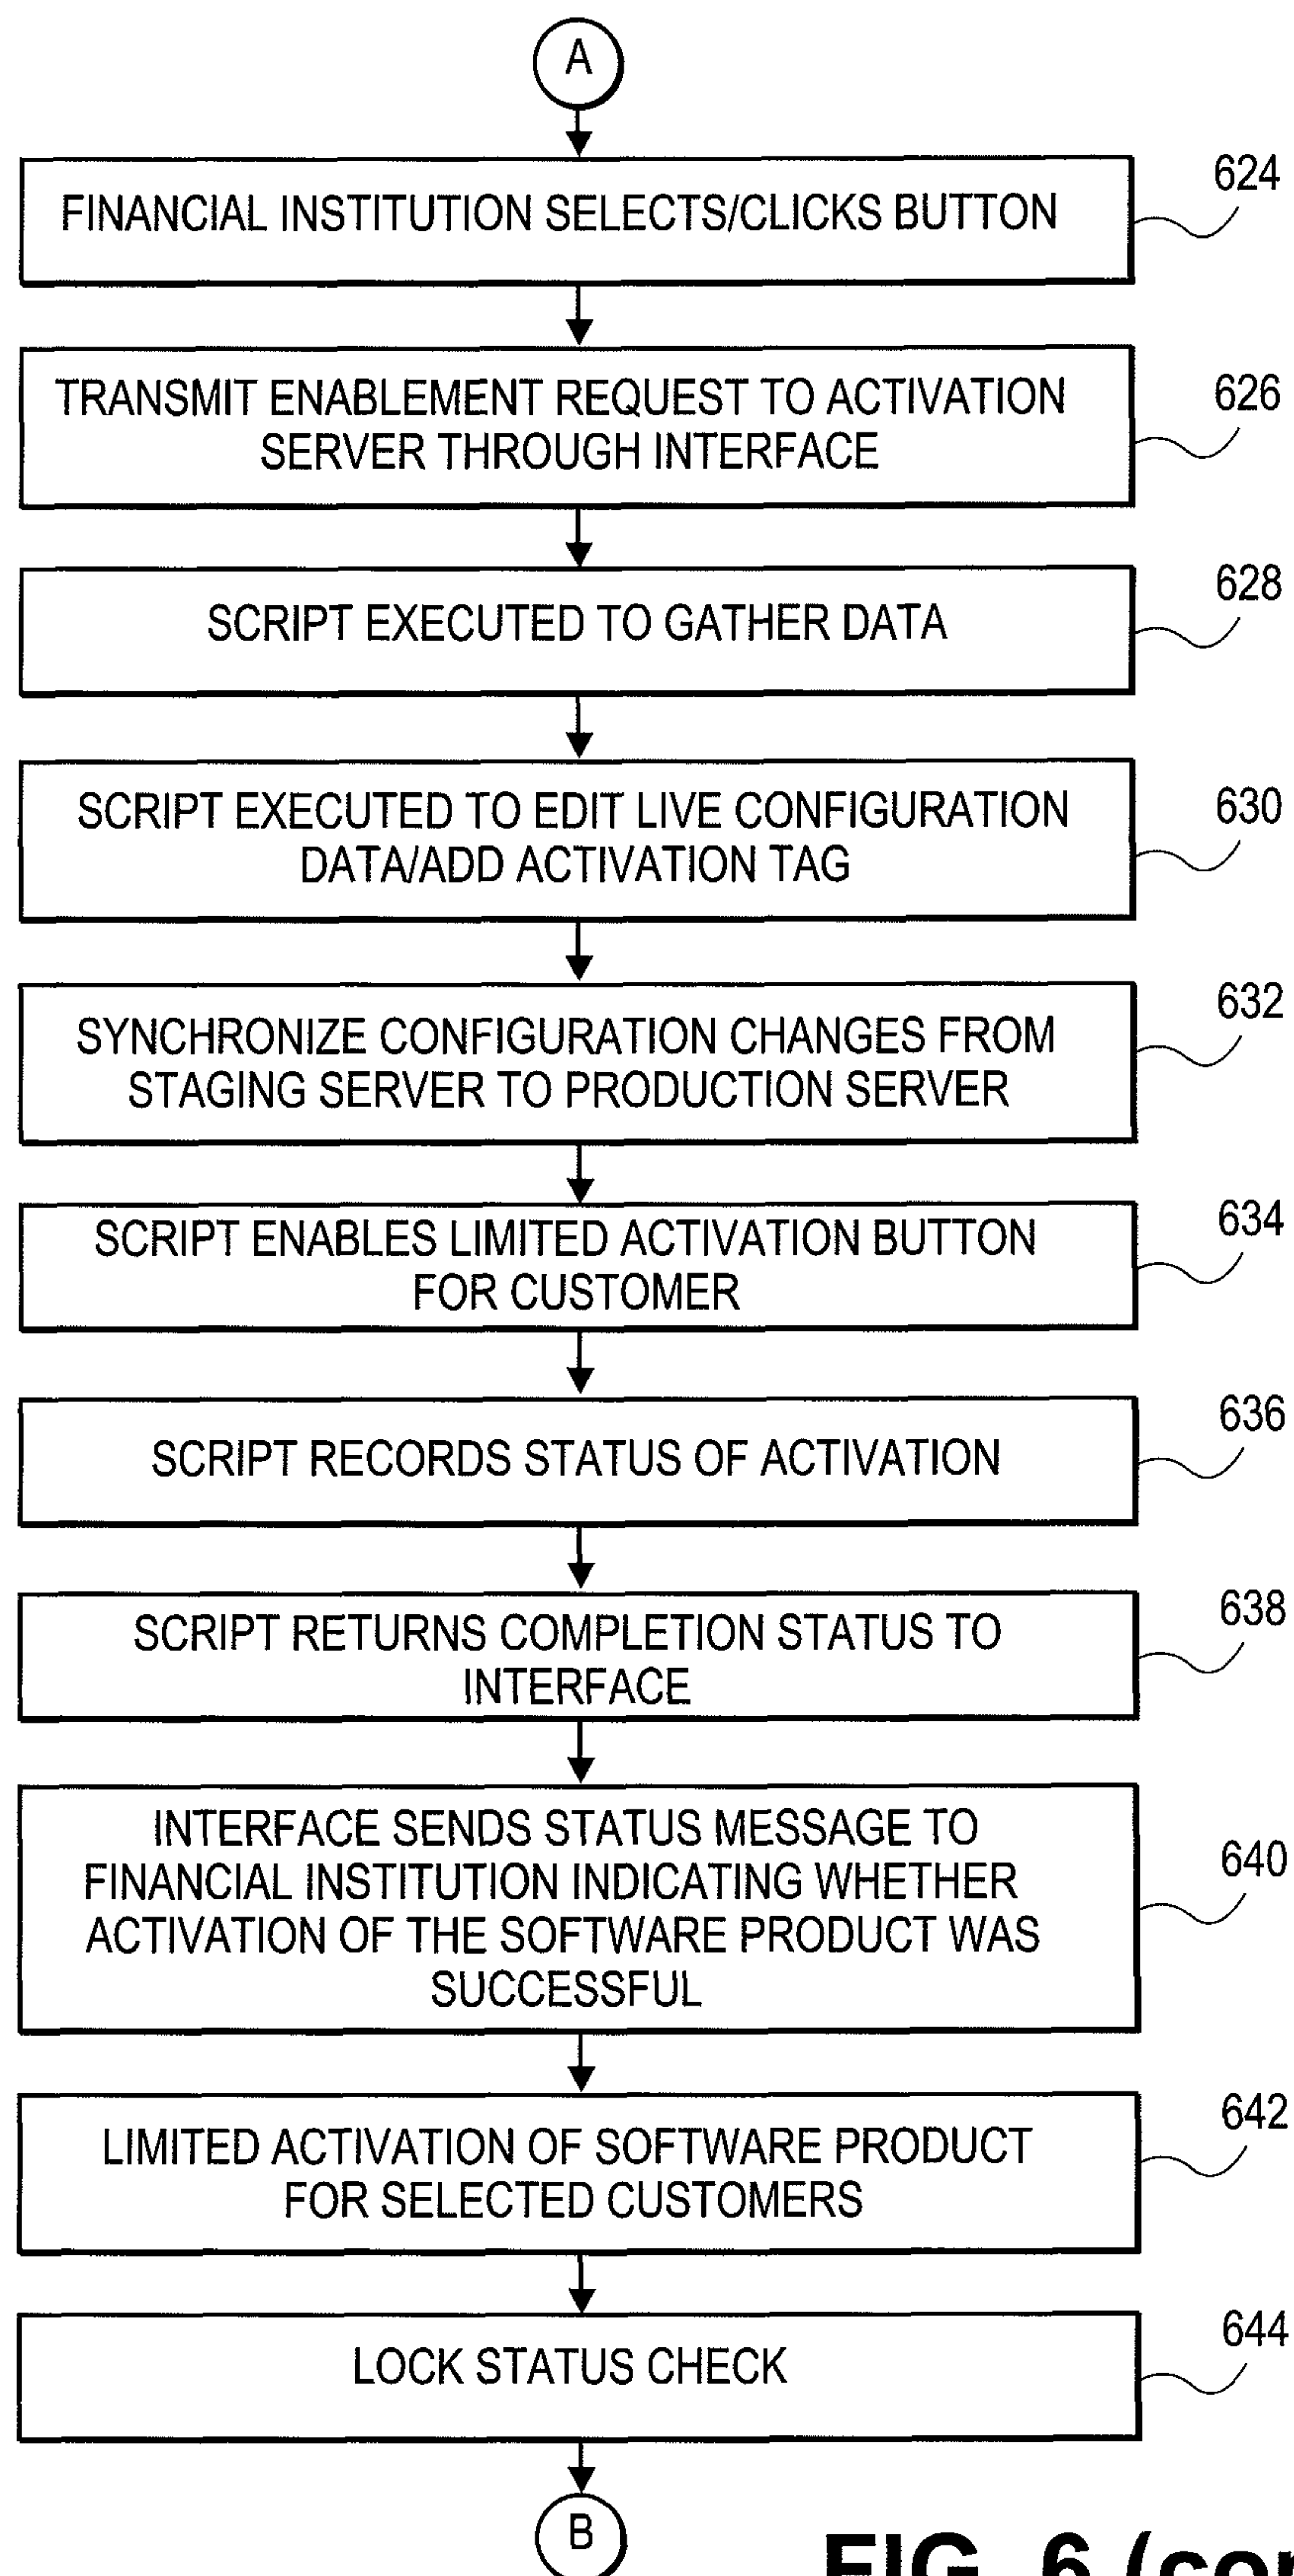 A
FINANCIAL INSTITUTION SELECTS/CLICKS BUTTON
624
TRANSMIT ENABLEMENT REQUEST TO ACTIVATION
SERVER THROUGH INTERFACE
626
SCRIPT EXECUTED TO GATHER DATA
628
SCRIPT EXECUTED TO EDIT LIVE CONFIGURATION
DATA/ADD ACTIVATION TAG
630
SYNCHRONIZE CONFIGURATION CHANGES FROM
STAGING SERVER TO PRODUCTION SERVER
632
SCRIPT ENABLES LIMITED ACTIVATION BUTTON
FOR CUSTOMER
634
SCRIPT RECORDS STATUS OF ACTIVATION
636
SCRIPT RETURNS COMPLETION STATUS TO
INTERFACE
638
INTERFACE SENDS STATUS MESSAGE TO
FINANCIAL INSTITUTION INDICATING WHETHER
ACTIVATION OF THE SOFTWARE PRODUCT WAS
SUCCESSFUL
640
LIMITED ACTIVATION OF SOFTWARE PRODUCT
FOR SELECTED CUSTOMERS
642
LOCK STATUS CHECK
644
B
FIG. 6